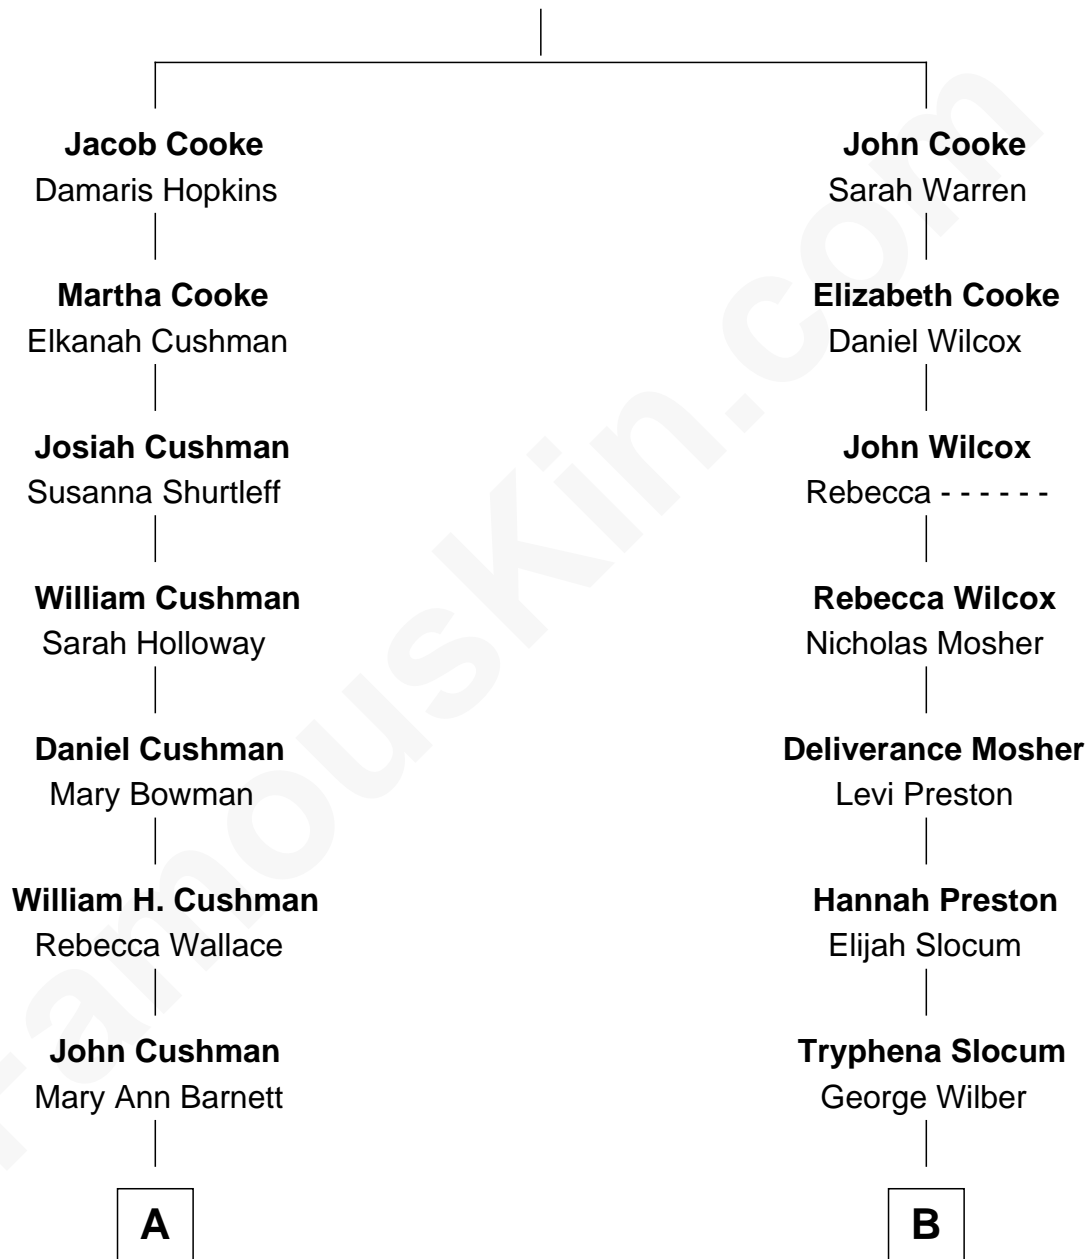 Jacob Cooke
Damaris Hopkins
Martha Cooke
Elkanah Cushman
Josiah Cushman
Susanna Shurtleff
William Cushman
Sarah Holloway
Daniel Cushman
Mary Bowman
William H. Cushman
Rebecca Wallace
John Cushman
Mary Ann Barnett
A
John Cooke
Sarah Warren
Elizabeth Cooke
Daniel Wilcox
John Wilcox
Rebecca - - - - - -
Rebecca Wilcox
Nicholas Mosher
Deliverance Mosher
Levi Preston
Hannah Preston
Elijah Slocum
Tryphena Slocum
George Wilber
B
FamousKin.com